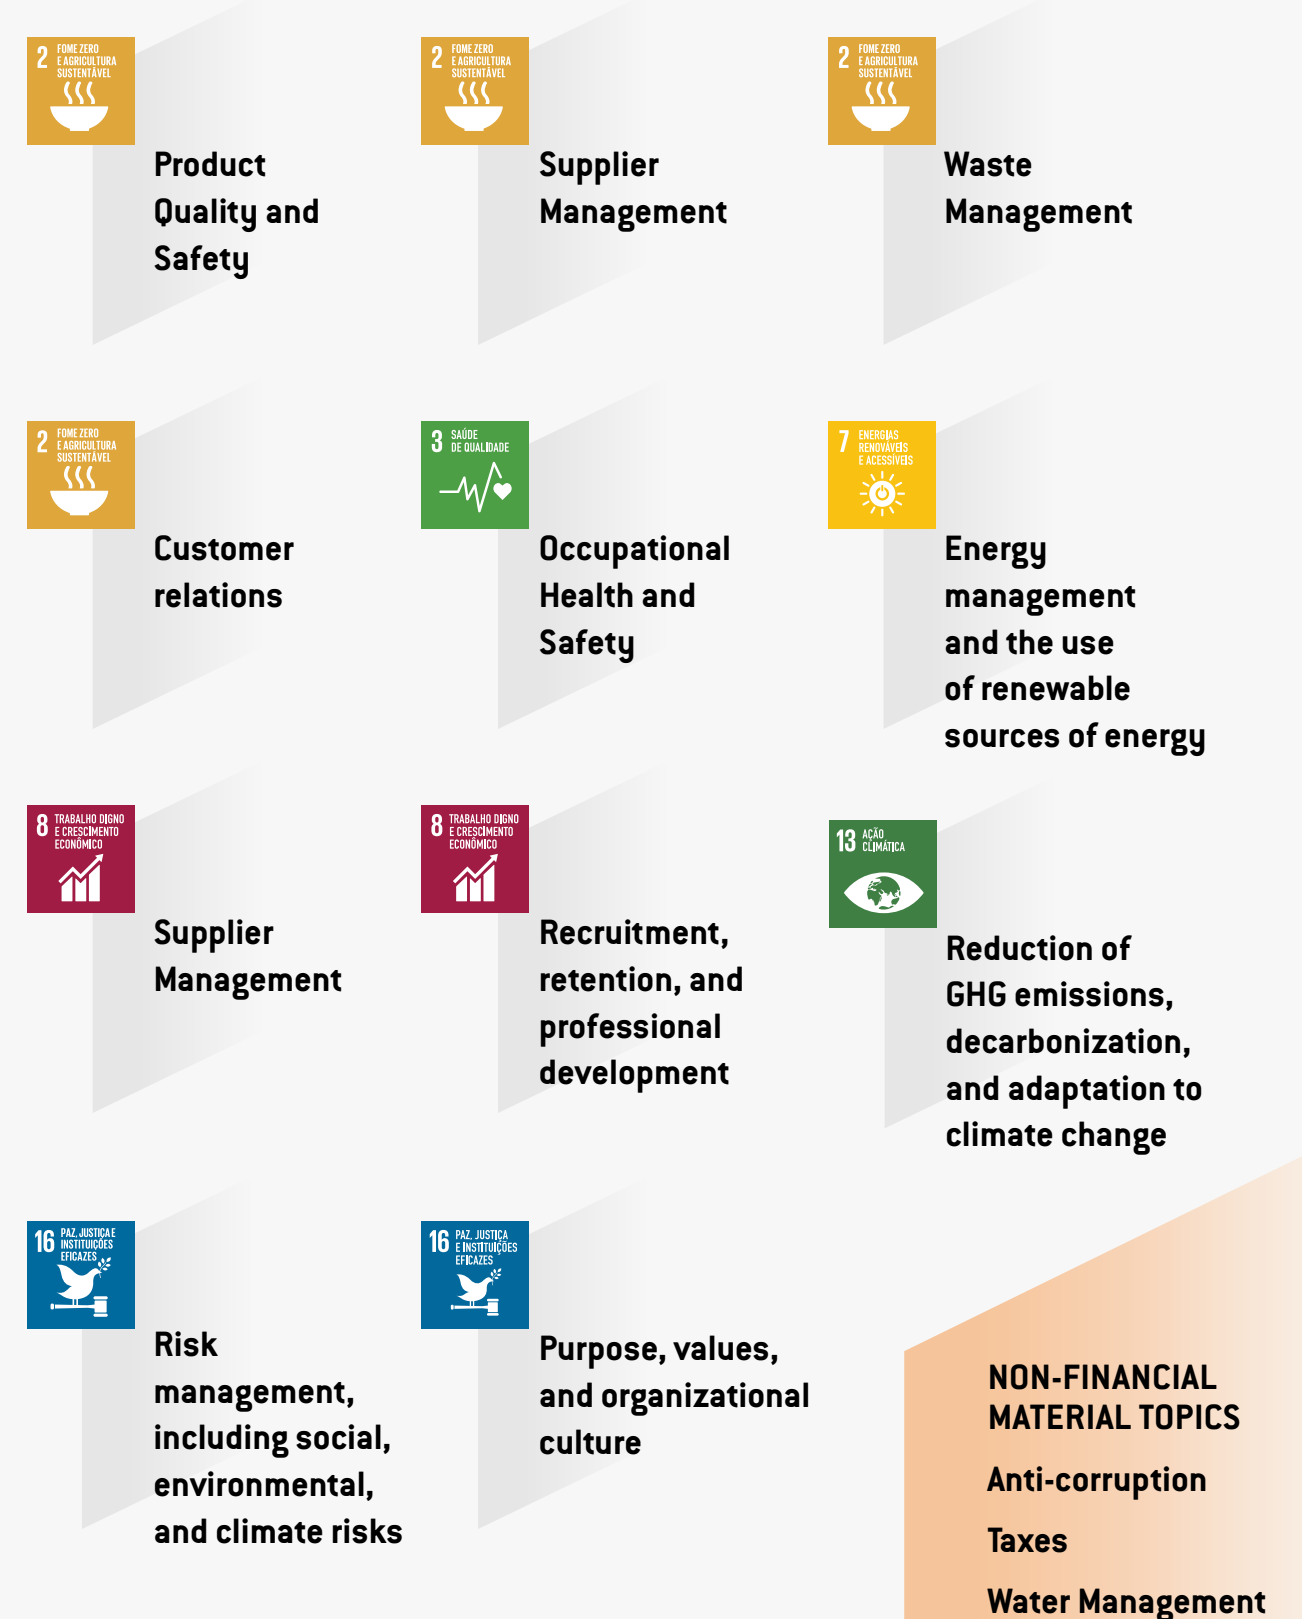 2 FOME ZERO
E AGRICULTURA
SUSTENTÁVEL
Product
Quality and
Safety
2 FOME ZERO
E AGRICULTURA
SUSTENTÁVEL
Supplier
Management
2 FOME ZERO
E AGRICULTURA
SUSTENTÁVEL
Waste
Management
2 FOME ZERO
E AGRICULTURA
SUSTENTÁVEL
Customer
relations
3 SAÚDE
DE QUALIDADE
Occupational
Health and
Safety
7 ENERGIAS
RENOVÁVEIS
E ACESSÍVEIS
Energy
management
and the use
of renewable
sources of energy
8 TRABALHO DIGNO
E CRESCIMENTO
ECONÔMICO
Supplier
Management
8 TRABALHO DIGNO
E CRESCIMENTO
ECONÔMICO
Recruitment,
retention, and
professional
development
13 AÇÃO
CLIMÁTICA
Reduction of
GHG emissions,
decarbonization,
and adaptation to
climate change
16 PAZ, JUSTIÇA E
INSTITUIÇÕES
EFICAZES
Risk
management,
including social,
environmental,
and climate risks
16 PAZ, JUSTIÇA
E INSTITUIÇÕES
EFICAZES
Purpose, values,
and organizational
culture
NON-FINANCIAL
MATERIAL TOPICS
Anti-corruption
Taxes
Water Management